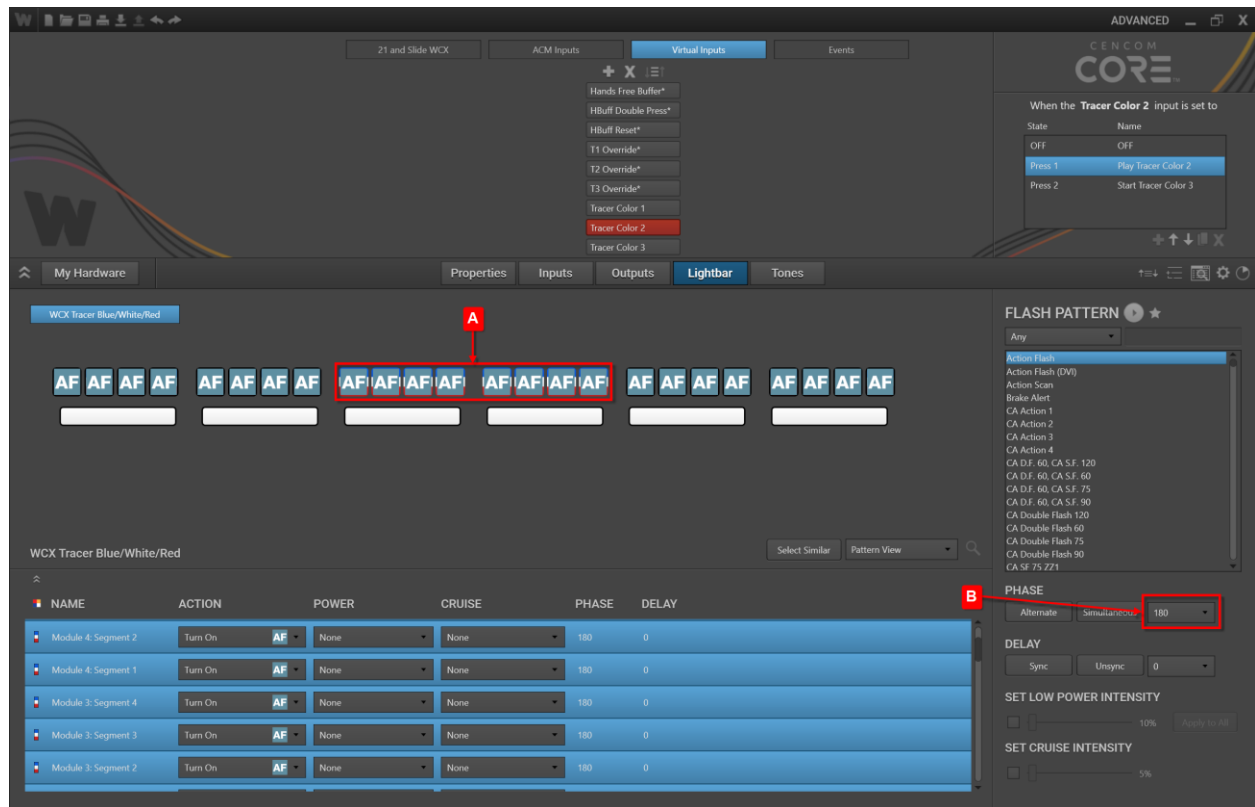 W ADVANCED X
21 and Slide WCX ACM Inputs Virtual Inputs Events
Hands Free Buffer*
HBuff Double Press*
HBuff Reset*
T1 Override*
T2 Override*
T3 Override*
Tracer Color 1
Tracer Color 2
Tracer Color 3
W
CENCOM
CORE™
When the Tracer Color 2 input is set to
State Name
OFF OFF
Press 1 Play Tracer Color 2
Press 2 Start Tracer Color 3
My Hardware Properties Inputs Outputs Lightbar Tones
WCX Tracer Blue/White/Red
A
AF AF AF AF AF AF AF AF AF AF AF AF AF AF AF AF AF AF AF AF AF AF AF AF
WCX Tracer Blue/White/Red Select Similar Pattern View
NAME ACTION POWER CRUISE PHASE DELAY
Module 4: Segment 2 Turn On AF None None 180 0
Module 4: Segment 1 Turn On AF None None 180 0
Module 3: Segment 4 Turn On AF None None 180 0
Module 3: Segment 3 Turn On AF None None 180 0
Module 3: Segment 2 Turn On AF None None 180 0
FLASH PATTERN
Any
Action Flash
Action Flash (DVI)
Action Scan
Brake Alert
CA Action 1
CA Action 2
CA Action 3
CA Action 4
CA D.F. 60, CA S.F. 120
CA D.F. 60, CA S.F. 60
CA D.F. 60, CA S.F. 75
CA D.F. 60, CA S.F. 90
CA Double Flash 120
CA Double Flash 60
CA Double Flash 75
CA Double Flash 90
CA SF 75 ZZ1
PHASE
B
Alternate Simultaneous 180
DELAY
Sync Unsync 0
SET LOW POWER INTENSITY
10% Apply to All
SET CRUISE INTENSITY
5%